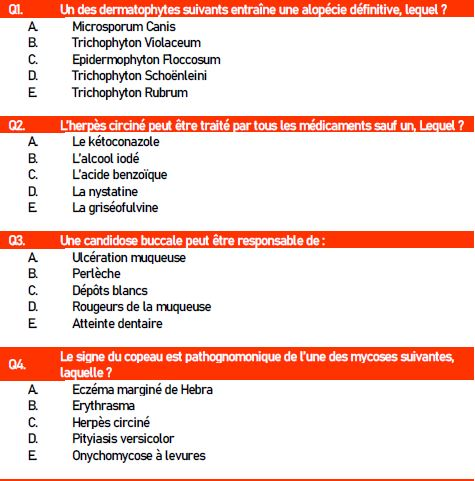 Q1. Un des dermatophytes suivants entraîne une alopécie définitive, lequel ?
A. Microsporum Canis
B. Trichophyton Violaceum
C. Epidermophyton Floccosum
D. Trichophyton Schoënleini
E. Trichophyton Rubrum
Q2. L'herpès circiné peut être traité par tous les médicaments sauf un, Lequel ?
A. Le kétoconazole
B. L'alcool iodé
C. L'acide benzoïque
D. La nystatine
E. La griséofulvine
Q3. Une candidose buccale peut être responsable de :
A. Ulcération muqueuse
B. Perlèche
C. Dépôts blancs
D. Rougeurs de la muqueuse
E. Atteinte dentaire
Q4. Le signe du copeau est pathognomonique de l'une des mycoses suivantes,
laquelle ?
A. Eczéma marginé de Hebra
B. Erythrasma
C. Herpès circiné
D. Pityiasis versicolor
E. Onychomycose à levures